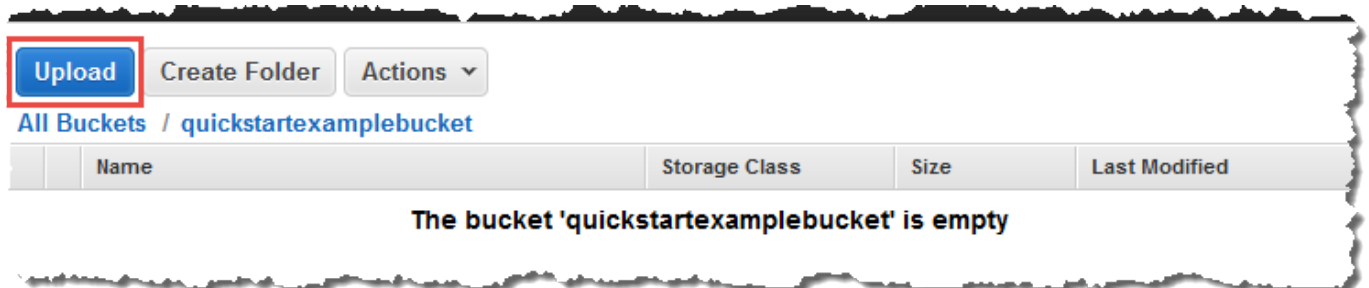 Upload Create Folder Actions
All Buckets / quickstartexamplebucket
Name Storage Class Size Last Modified
The bucket 'quickstartexamplebucket' is empty